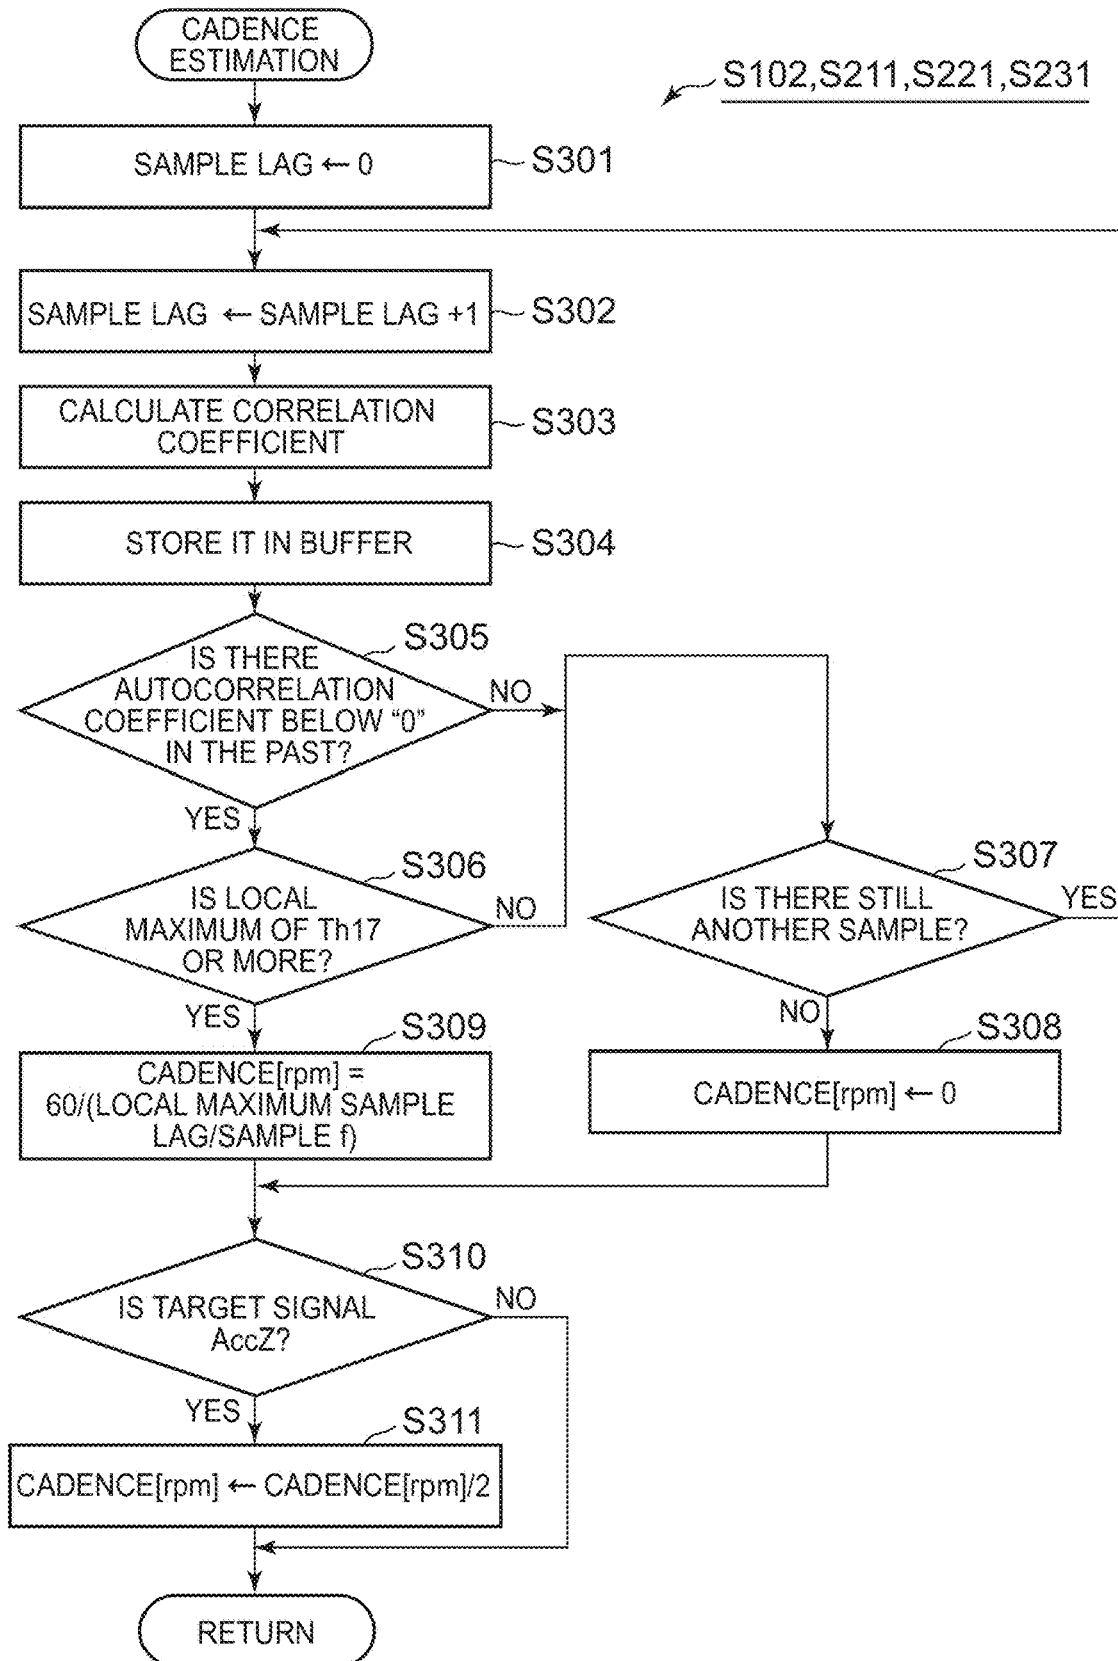 CADENCE
ESTIMATION
S102,S211,S221,S231
SAMPLE LAG ← 0
S301
SAMPLE LAG ← SAMPLE LAG +1
S302
CALCULATE CORRELATION
COEFFICIENT
S303
STORE IT IN BUFFER
S304
S305
IS THERE
AUTOCORRELATION
COEFFICIENT BELOW “0”
IN THE PAST?
NO
YES
S306
IS LOCAL
MAXIMUM OF Th17
OR MORE?
NO
YES
S307
IS THERE STILL
ANOTHER SAMPLE?
YES
NO
S309
CADENCE[rpm] =
60/(LOCAL MAXIMUM SAMPLE
LAG/SAMPLE f)
S308
CADENCE[rpm] ← 0
S310
IS TARGET SIGNAL
AccZ?
NO
YES
S311
CADENCE[rpm] ← CADENCE[rpm]/2
RETURN